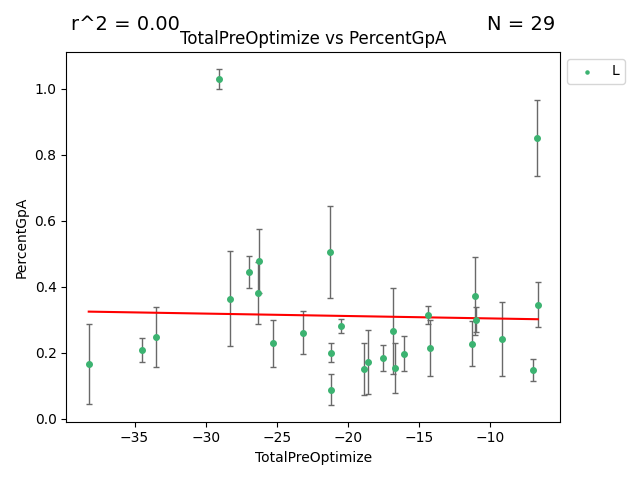 r^2 = 0.00
N = 29
TotalPreOptimize vs PercentGpA
L
PercentGpA
1.0
0.8
0.6
0.4
0.2
0.0
−35
−30
−25
−20
−15
−10
TotalPreOptimize